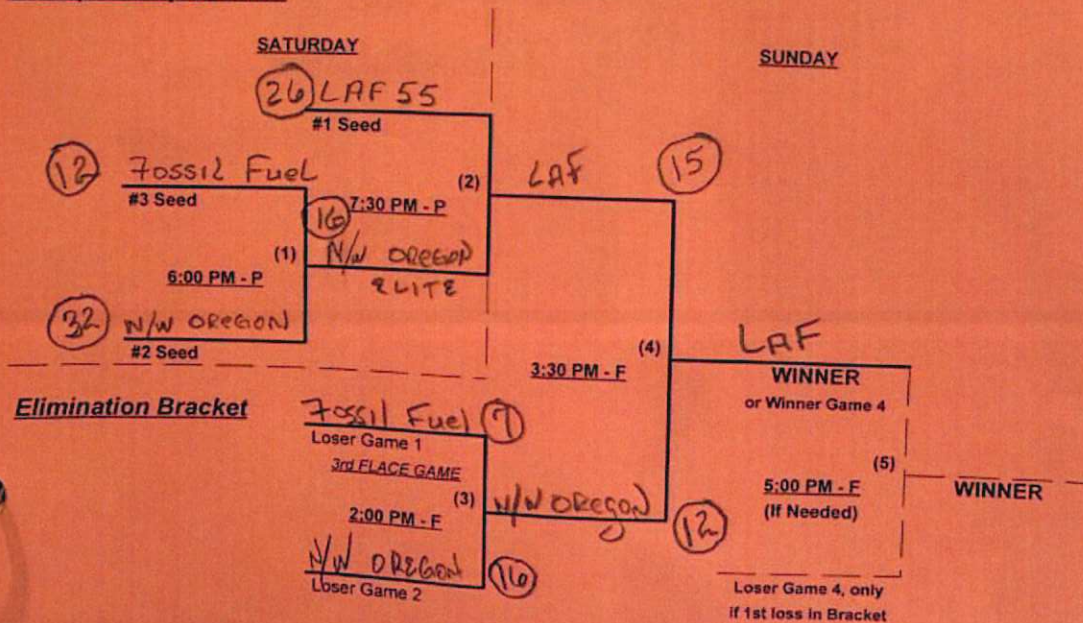 SATURDAY
SUNDAY
26 LAF 55
#1 Seed
12 Fossil Fuel
#3 Seed
(2)
7:30 PM - P
LAF 15
16
(1)
6:00 PM - P
N/W OREGON
ELITE
32 N/W OREGON
#2 Seed
(4)
3:30 PM - F
LAF
WINNER
or Winner Game 4
Elimination Bracket
Fossil Fuel 7
Loser Game 1
3rd FLACE GAME
(3)
2:00 PM - F
N/W OREGON 12
N/W OREGON 16
Loser Game 2
(5)
5:00 PM - F
(If Needed)
WINNER
Loser Game 4, only
if 1st loss in Bracket